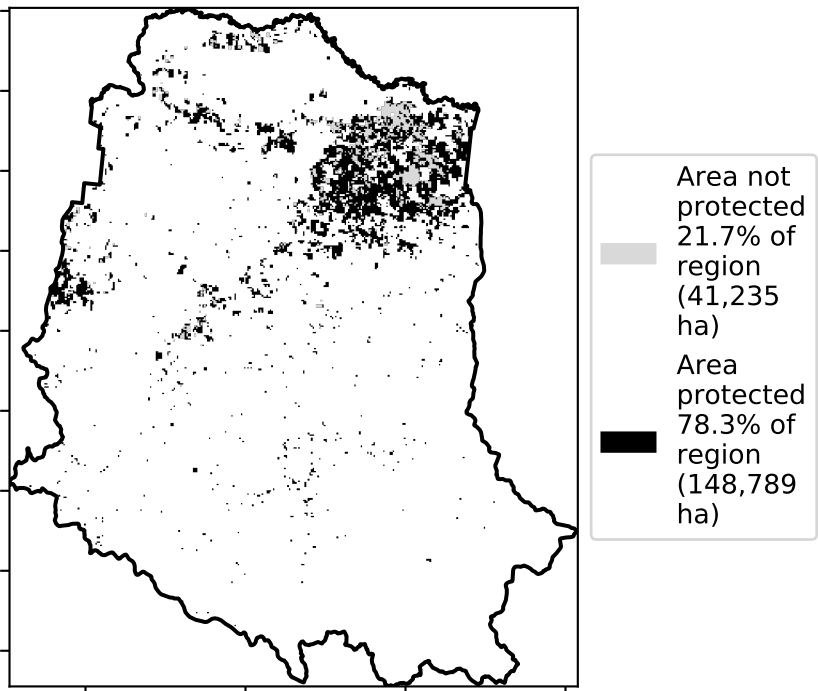 Area not
protected
21.7% of
region
(41,235
ha)
Area
protected
78.3% of
region
(148,789
ha)